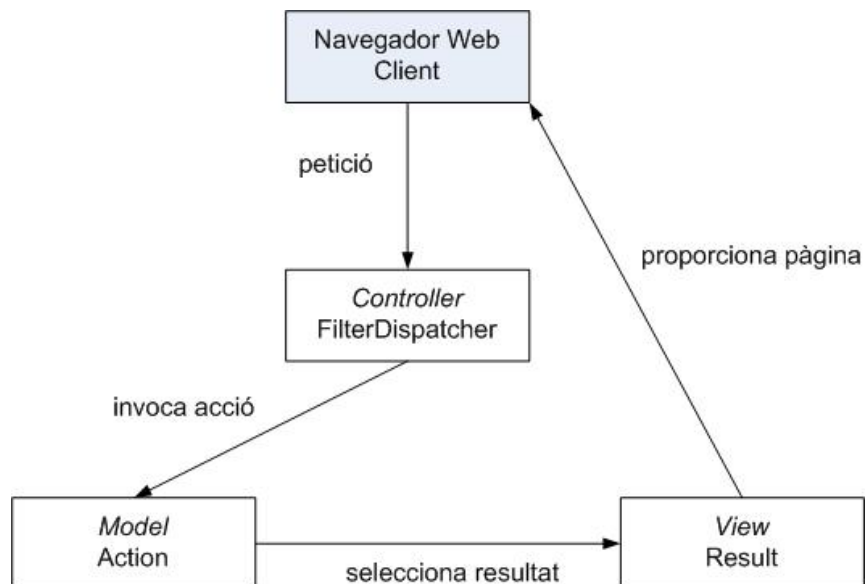 Navegador Web
Client
petició
proporciona pàgina
Controller
FilterDispatcher
invoca acció
Model
Action
selecciona resultat
View
Result